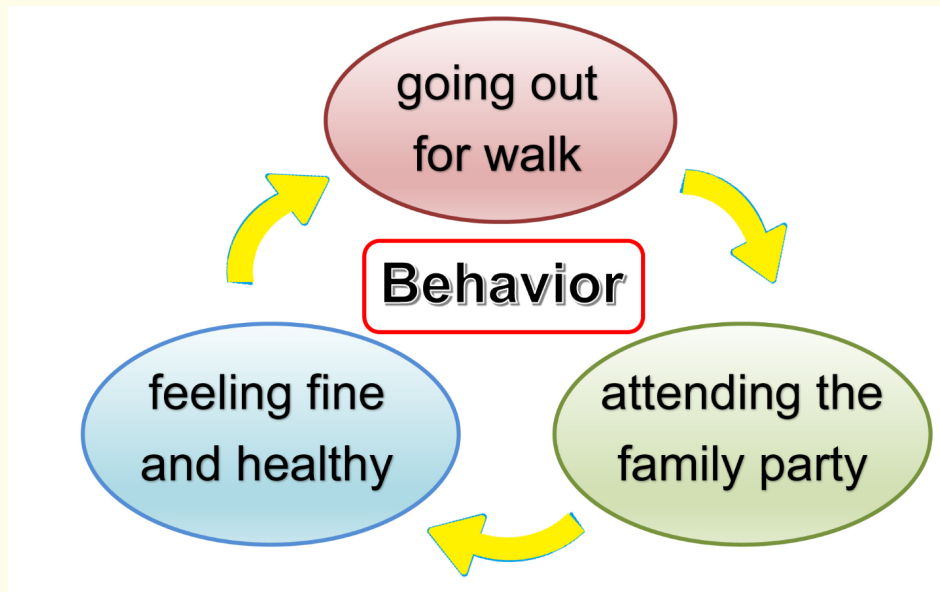 going out
for walk
Behavior
feeling fine
and healthy
attending the
family party